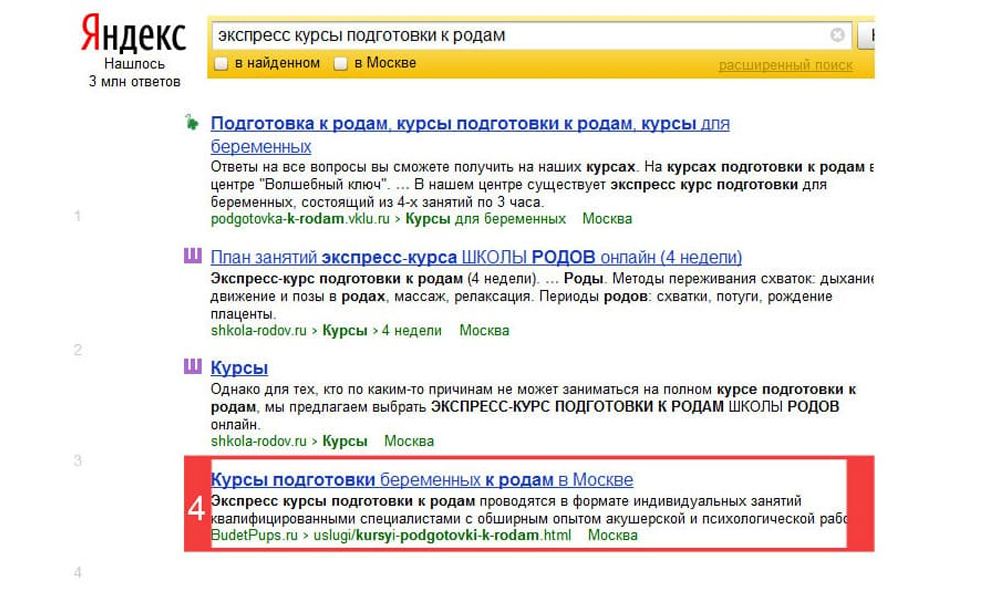 Яндекс
Нашлось
3 млн ответов
экспресс курсы подготовки к родам
в найденном в Москве
расширенный поиск
Подготовка к родам, курсы подготовки к родам, курсы для
беременных
Ответы на все вопросы вы сможете получить на наших курсах. На курсах подготовки к родам в
центре "Волшебный ключ". ... В нашем центре существует экспресс курс подготовки для
беременных, состоящий из 4-х занятий по 3 часа.
podgotovka-k-rodam.vklu.ru › Курсы для беременных Москва
1
План занятий экспресс-курса ШКОЛЫ РОДОВ онлайн (4 недели)
Экспресс-курс подготовки к родам (4 недели). ... Роды. Методы переживания схваток: дыхание
движение и позы в родах, массаж, релаксация. Периоды родов: схватки, потуги, рождение
плаценты.
shkola-rodov.ru › Курсы › 4 недели Москва
2
Курсы
Однако для тех, кто по каким-то причинам не может заниматься на полном курсе подготовки к
родам, мы предлагаем выбрать ЭКСПРЕСС-КУРС ПОДГОТОВКИ К РОДАМ ШКОЛЫ РОДОВ
онлайн.
shkola-rodov.ru › Курсы Москва
3
Курсы подготовки беременных к родам в Москве
4
Экспресс курсы подготовки к родам проводятся в формате индивидуальных занятий
квалифицированными специалистами с обширным опытом акушерской и психологической
BudetPups.ru › uslugi/kursyi-podgotovki-k-rodam.html Москва
4